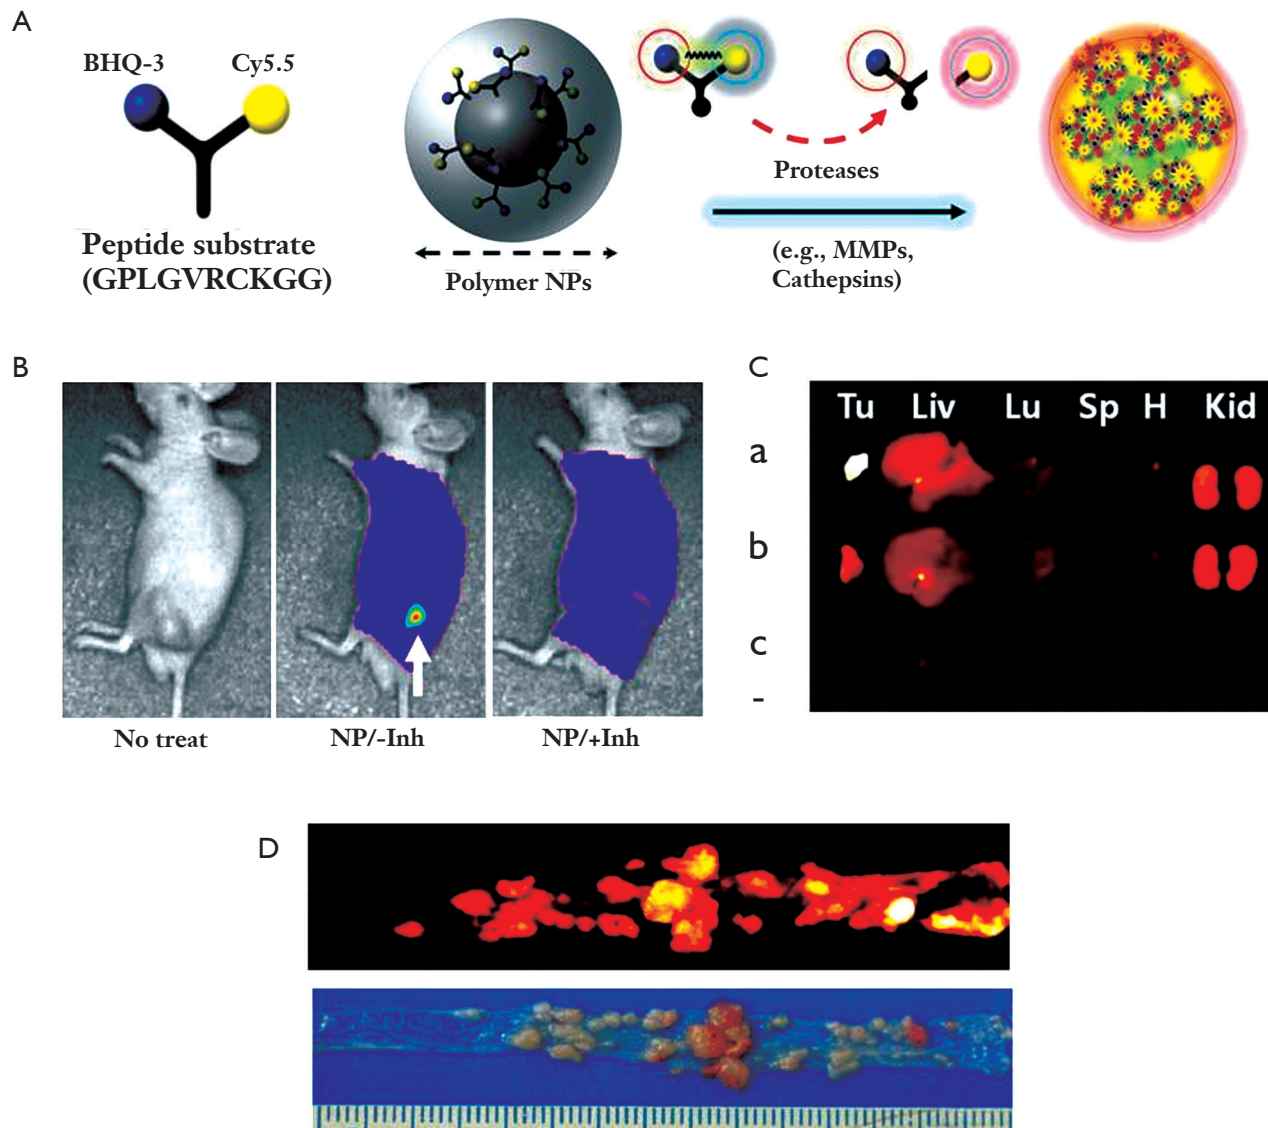 A
BHQ-3
Cy5.5
Peptide substrate
(GPLGVRCKGG)
Polymer NPs
Proteases
(e.g., MMPs,
Cathepsins)
B
No treat
NP/-Inh
NP/+Inh
C
Tu Liv Lu Sp H Kid
a
b
c
-
D